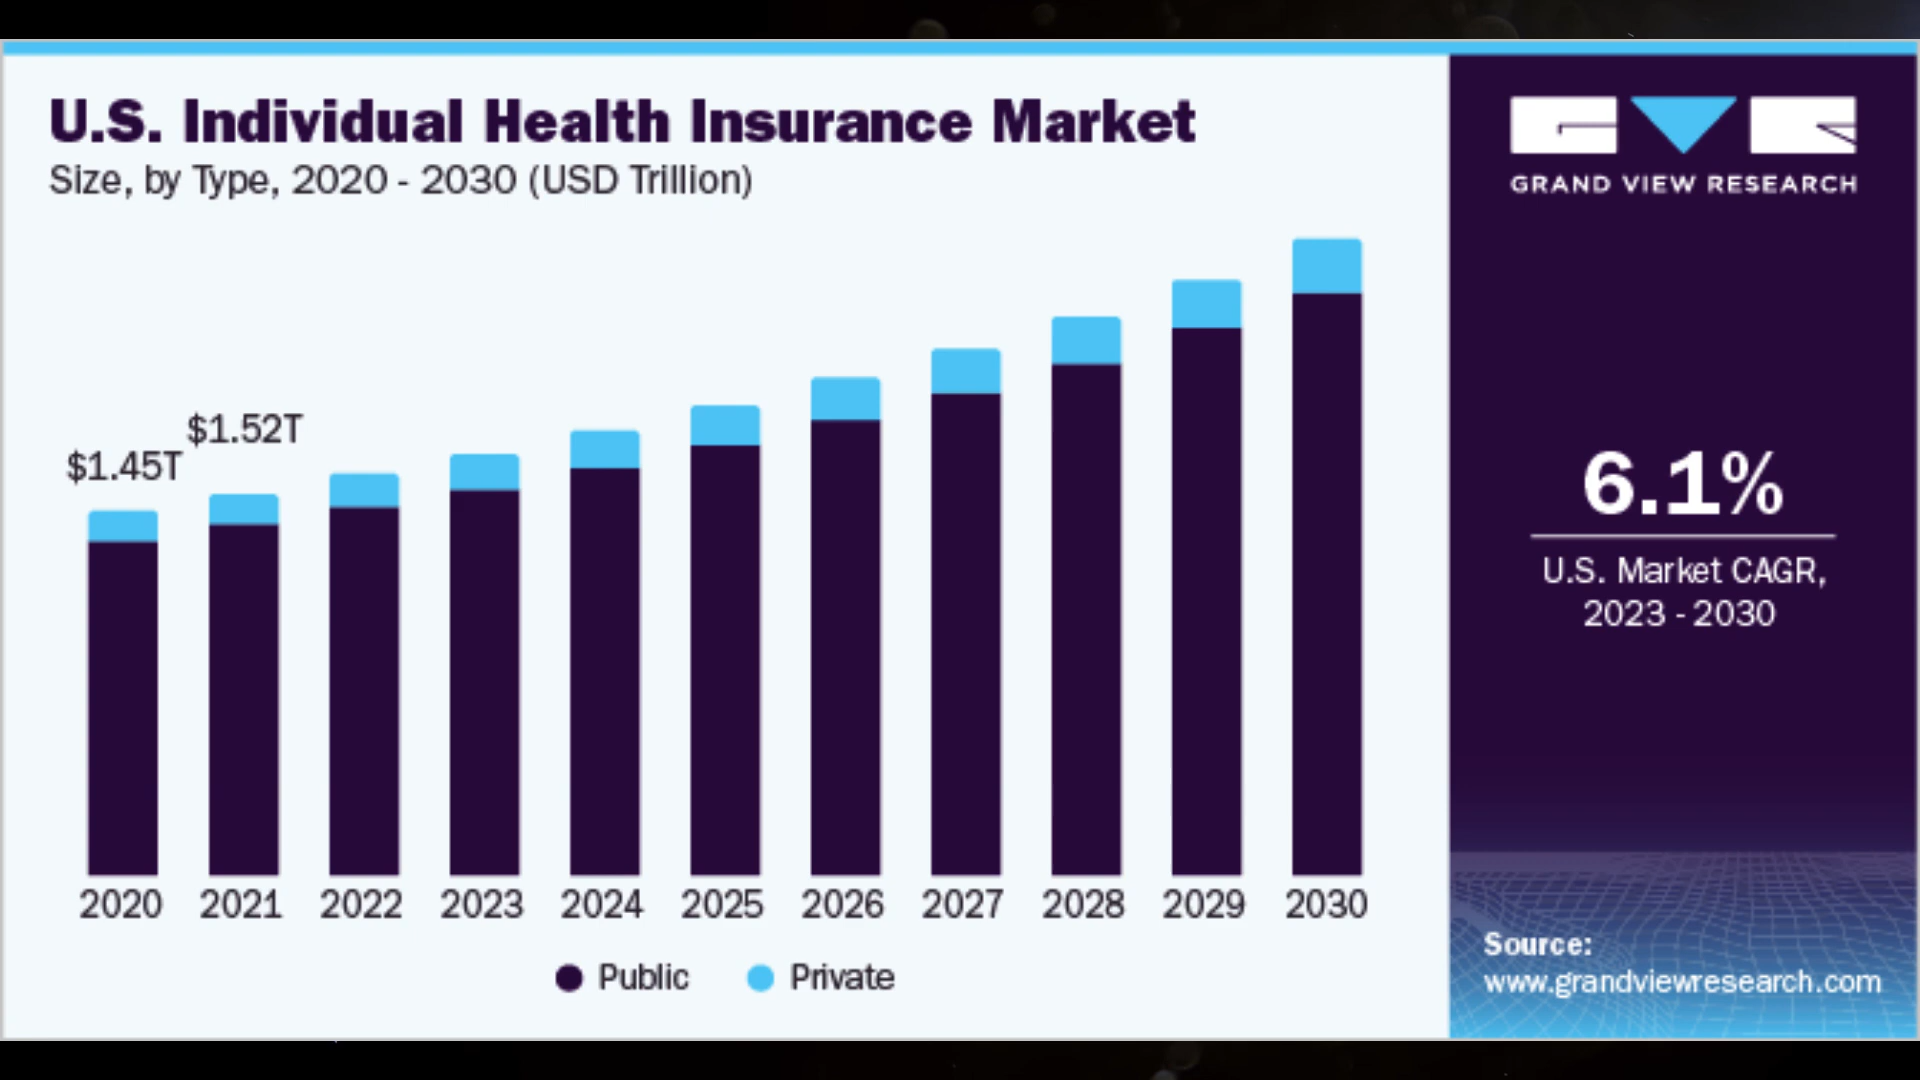 U.S. Individual Health Insurance Market
Size, by Type, 2020 - 2030 (USD Trillion)
$1.45T
$1.52T
2020 2021 2022 2023 2024 2025 2026 2027 2028 2029 2030
Public Private
GRAND VIEW RESEARCH
6.1%
U.S. Market CAGR,
2023 - 2030
Source:
www.grandviewresearch.com